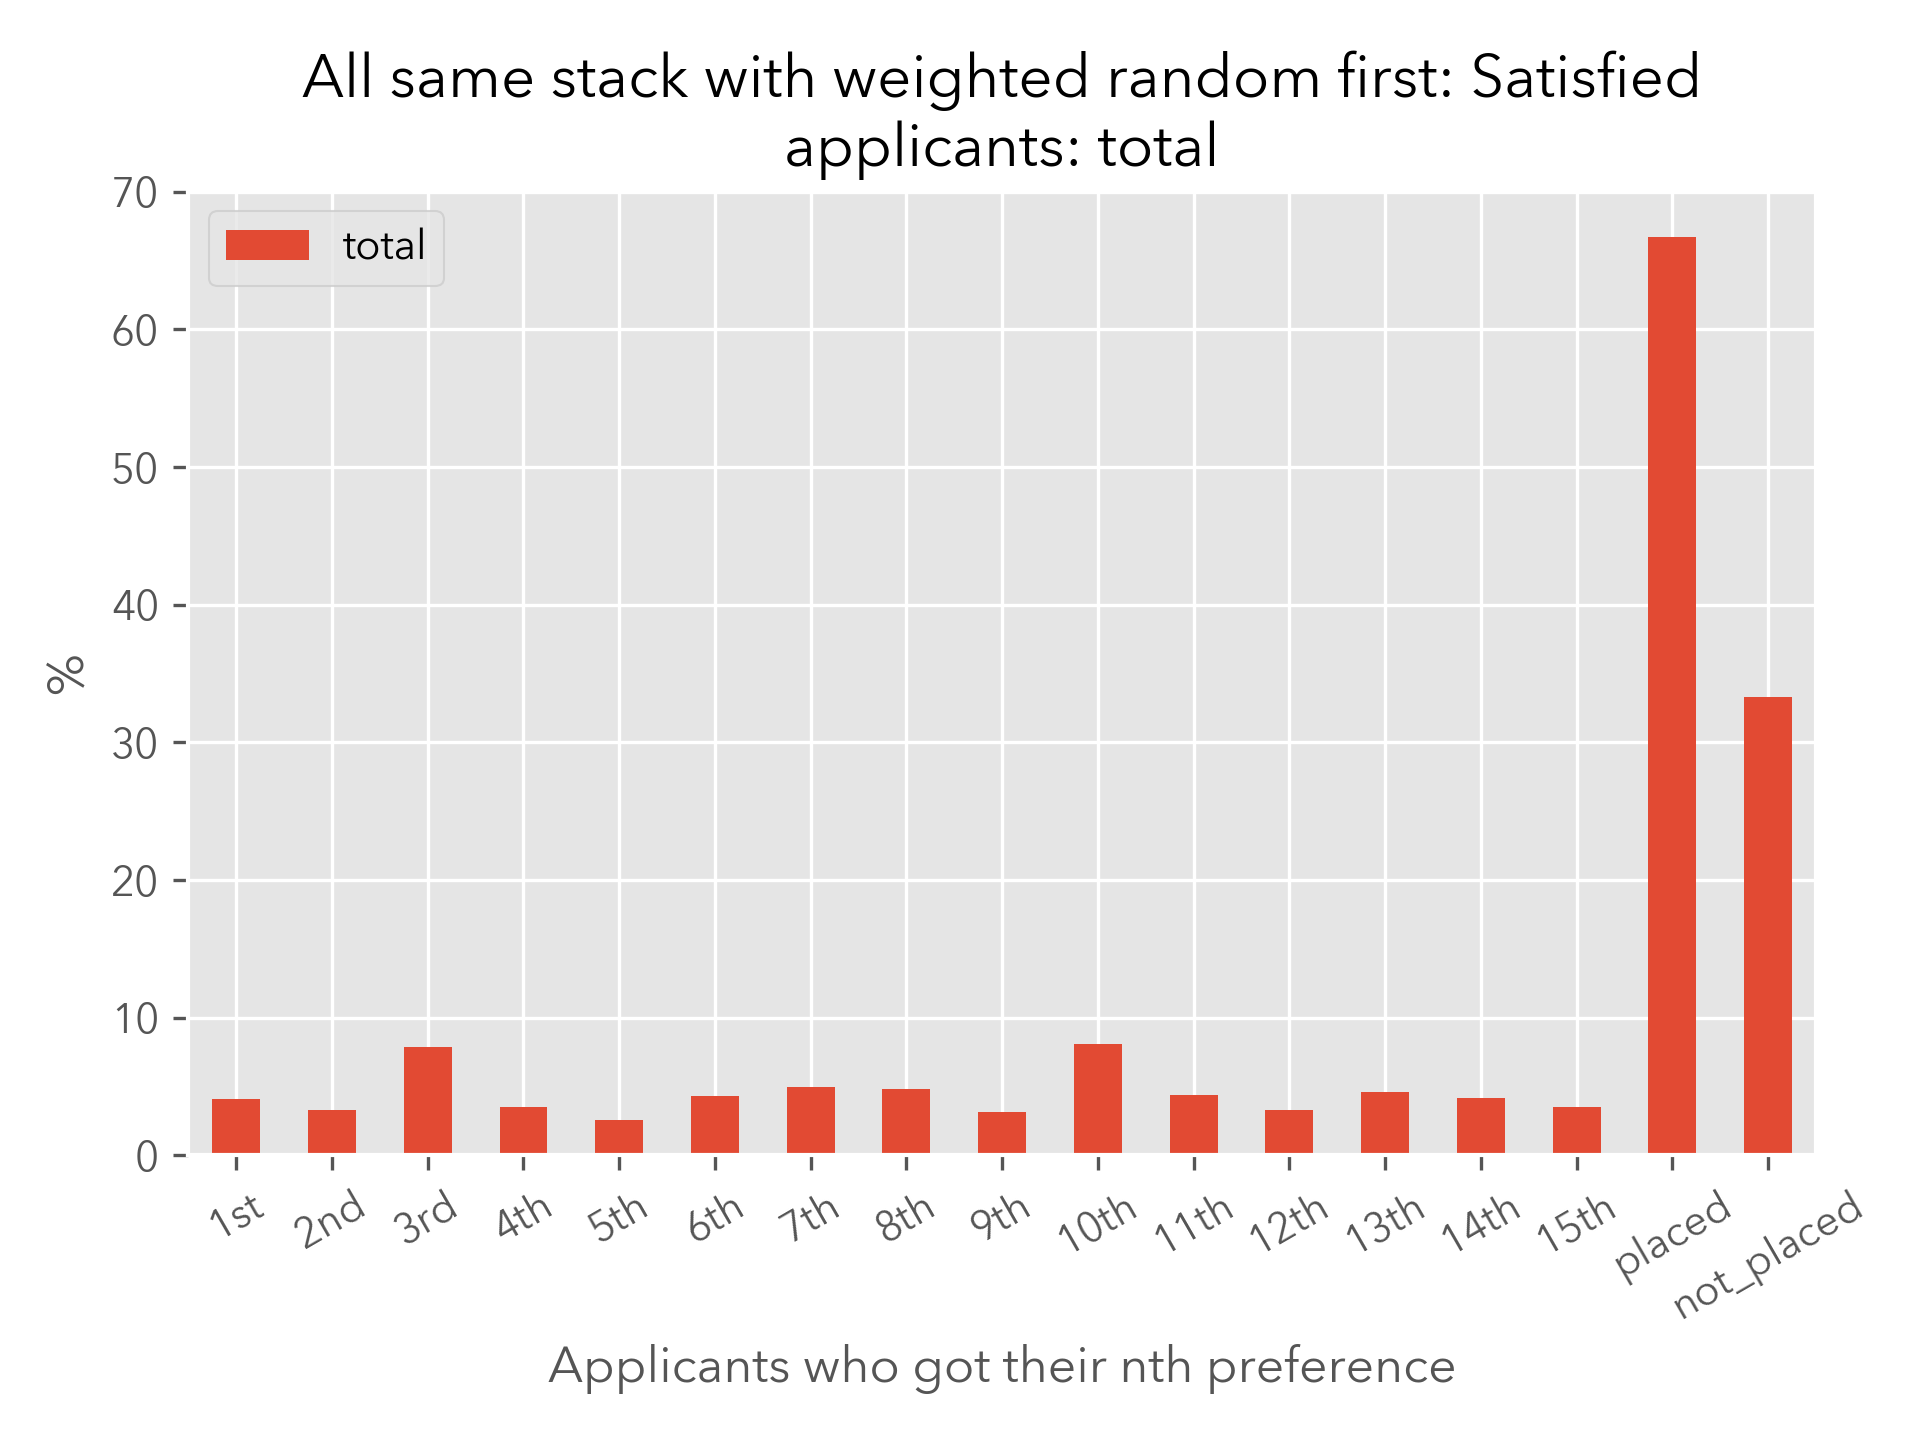 All same stack with weighted random first: Satisfied
applicants: total
total
%
70
60
50
40
30
20
10
0
1st 2nd 3rd 4th 5th 6th 7th 8th 9th 10th 11th 12th 13th 14th 15th placed not_placed
Applicants who got their nth preference